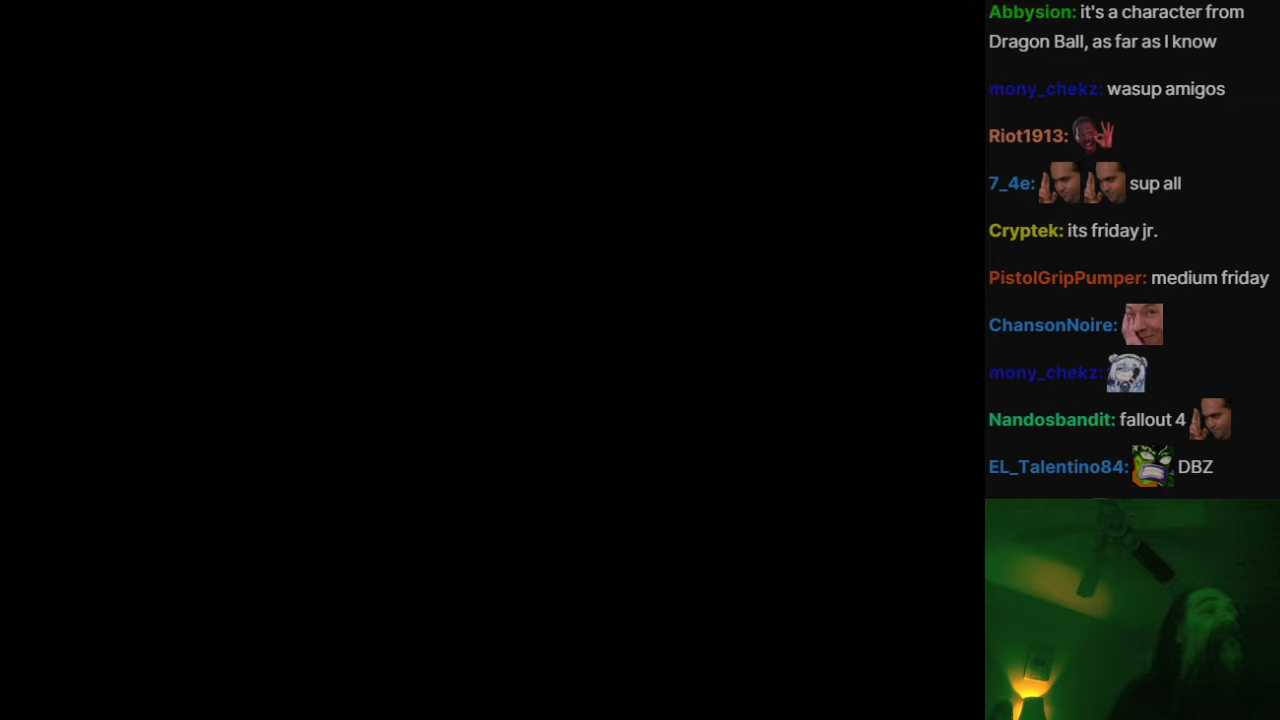 Abbysion: it's a character from
Dragon Ball, as far as I know
mony_chekz: wasup amigos
Riot1913:
7_4e: sup all
Cryptek: its friday jr.
PistolGripPumper: medium friday
ChansonNoire:
mony_chekz:
Nandosbandit: fallout 4
EL_Talentino84: DBZ